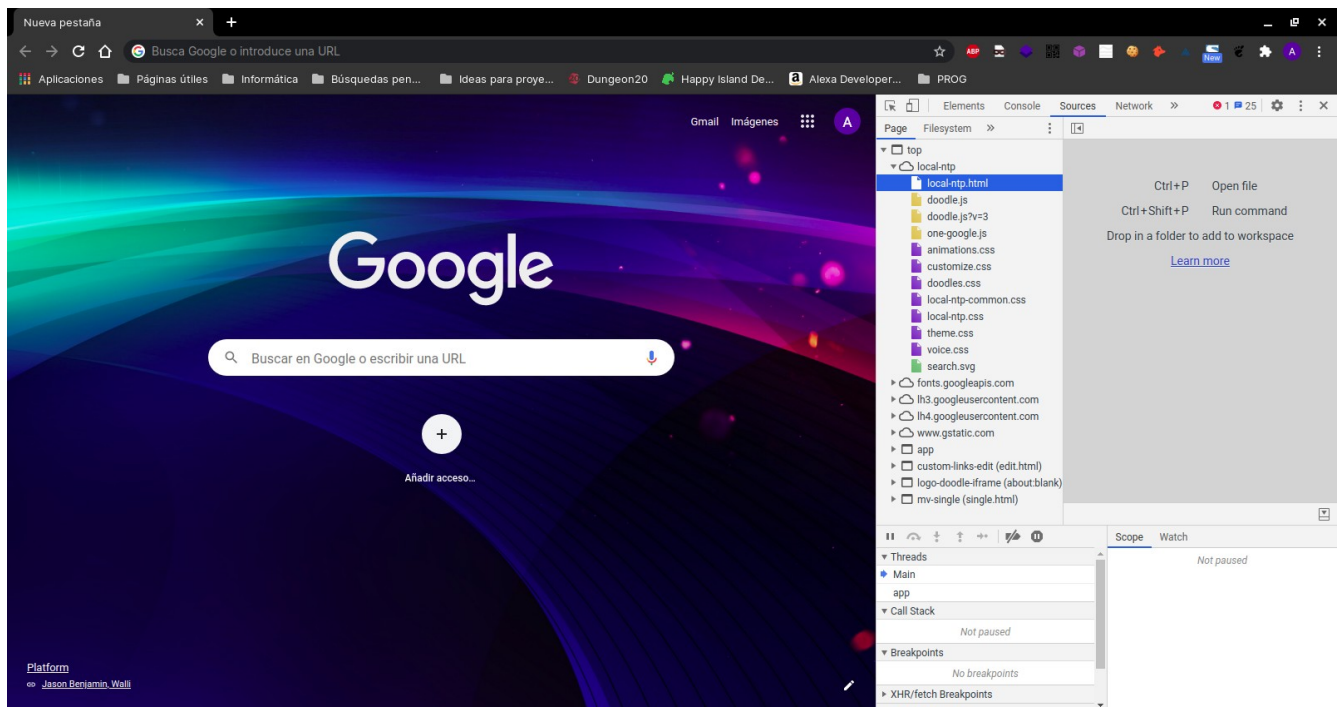 Nueva pestaña
Busca Google o introduce una URL
ABP
New
A
Aplicaciones Páginas útiles Informática Búsquedas pen... Ideas para proye... Dungeon20 Happy Island De... a Alexa Developer... PROG
Gmail Imágenes A
Google
Buscar en Google o escribir una URL
Añadir acceso...
Platform
Jason Benjamin, Walli
Elements Console Sources Network » 1 25
Page Filesystem »
top
local-ntp
local-ntp.html
doodle.js
doodle.js?v=3
one-google.js
animations.css
customize.css
doodles.css
local-ntp-common.css
local-ntp.css
theme.css
voice.css
search.svg
fonts.googleapis.com
lh3.googleusercontent.com
lh4.googleusercontent.com
www.gstatic.com
app
custom-links-edit (edit.html)
logo-doodle-iframe (about:blank)
mv-single (single.html)
Ctrl+P Open file
Ctrl+Shift+P Run command
Drop in a folder to add to workspace
Learn more
Threads
Main
app
Call Stack
Not paused
Breakpoints
No breakpoints
XHR/fetch Breakpoints
Scope Watch
Not paused